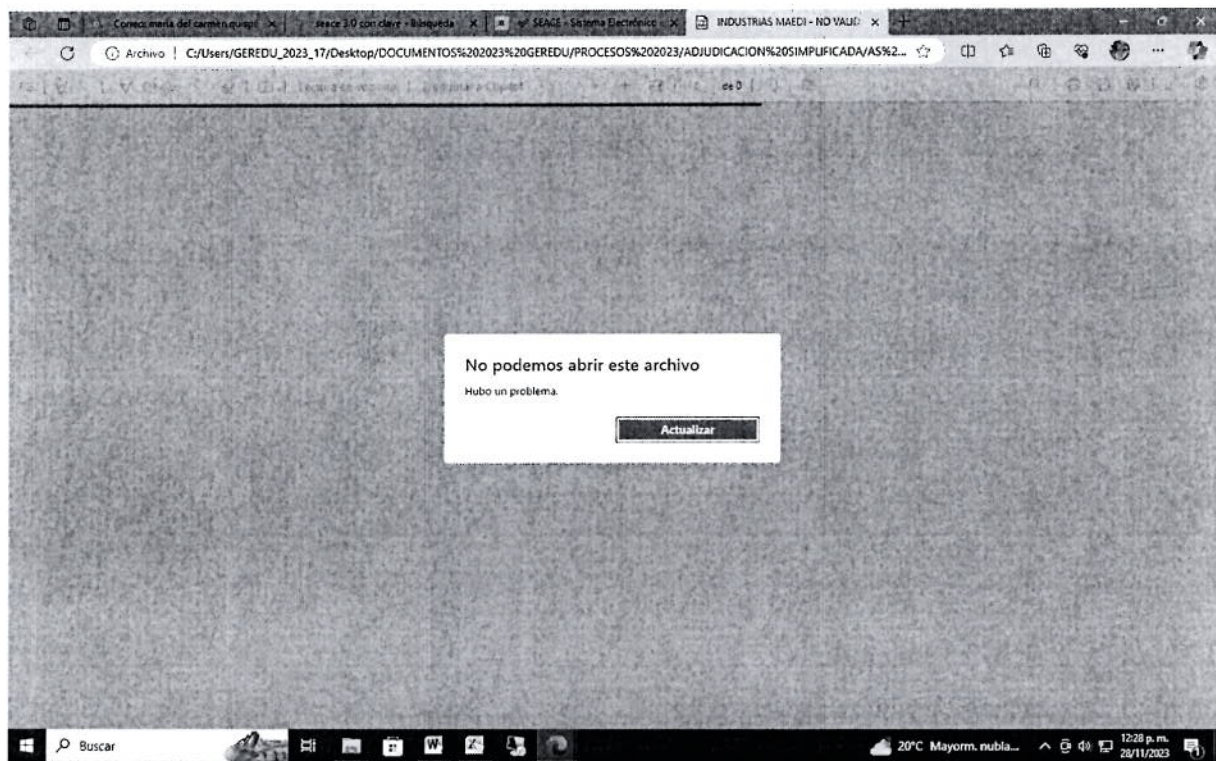 Correo: maria del carmen quispe
seace 3.0 con clave - Búsqueda
SEACE - Sistema Electrónico
INDUSTRIAS MAEDI - NO VALID
Archivo
C:/Users/GEREDU_2023_17/Desktop/DOCUMENTOS%202023%20GEREDU/PROCESOS%202023/ADJUDICACION%20SIMPLIFICADA/AS%2...
de 0
No podemos abrir este archivo
Hubo un problema.
Actualizar
Buscar
20°C Mayorm. nubla...
12:28 p. m.
28/11/2023